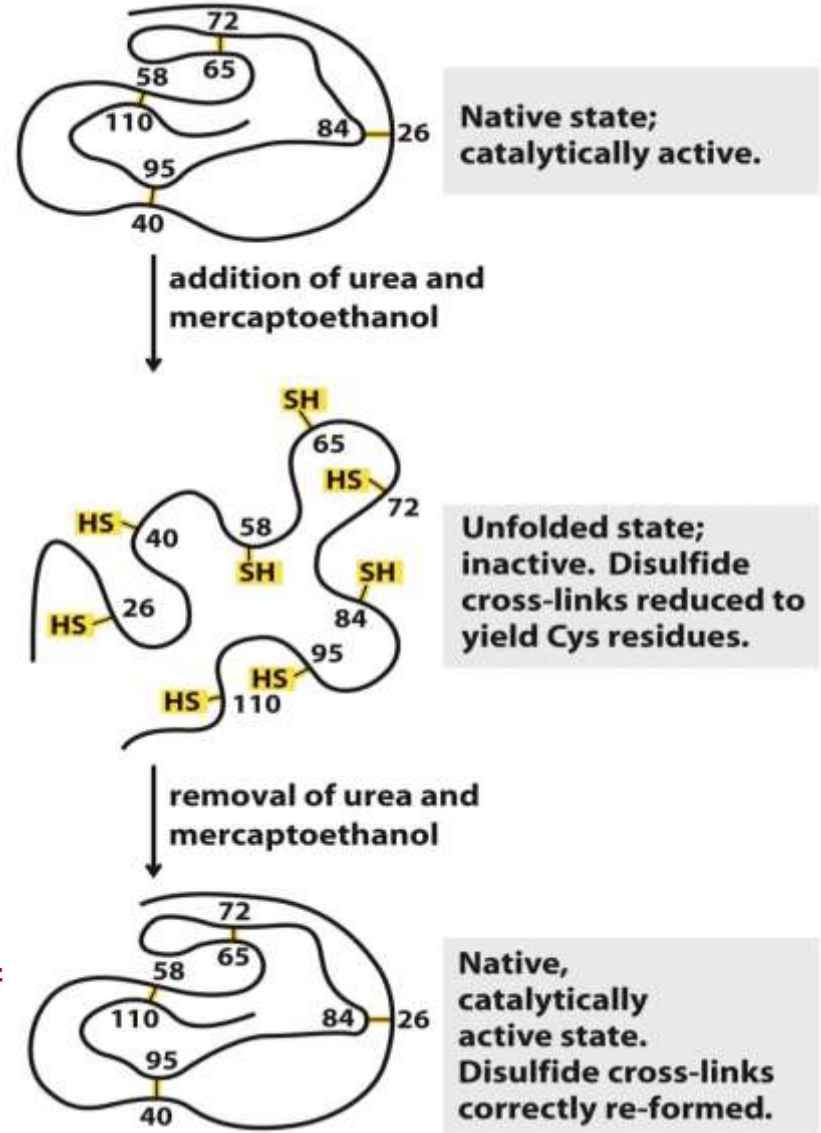 72
65
58
110
84
26
95
40
Native state;
catalytically active.
addition of urea and
mercaptoethanol
SH
65
HS
72
HS
40
58
SH
SH
84
HS
26
95
HS
HS
110
Unfolded state;
inactive. Disulfide
cross-links reduced to
yield Cys residues.
removal of urea and
mercaptoethanol
72
65
58
110
84
26
95
40
:
Native,
catalytically
active state.
Disulfide cross-links
correctly re-formed.